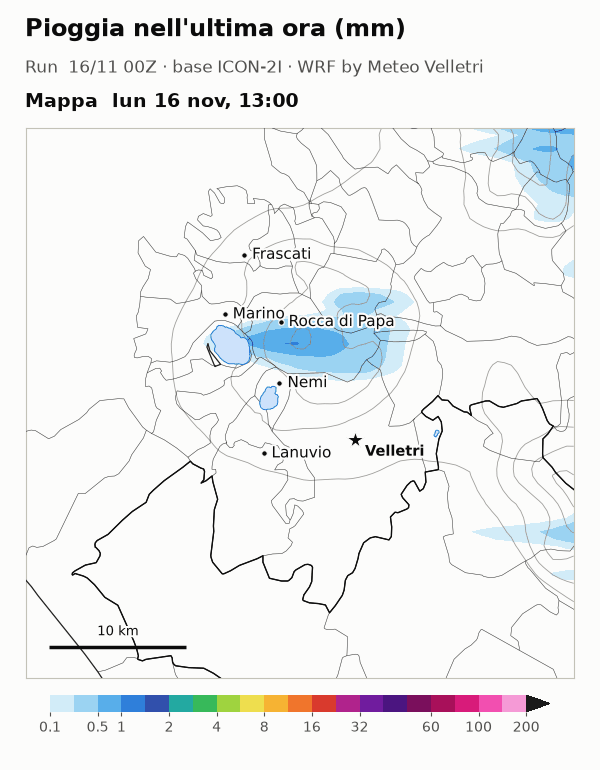 Pioggia nell'ultima ora (mm)
Run  16/11 00Z · base ICON-2I · WRF by Meteo Velletri
Mappa  lun 16 nov, 13:00
Frascati
Marino
Rocca di Papa
Nemi
Velletri
Lanuvio
10 km
0.1 0.5 1 2 4 8 16 32 60 100 200